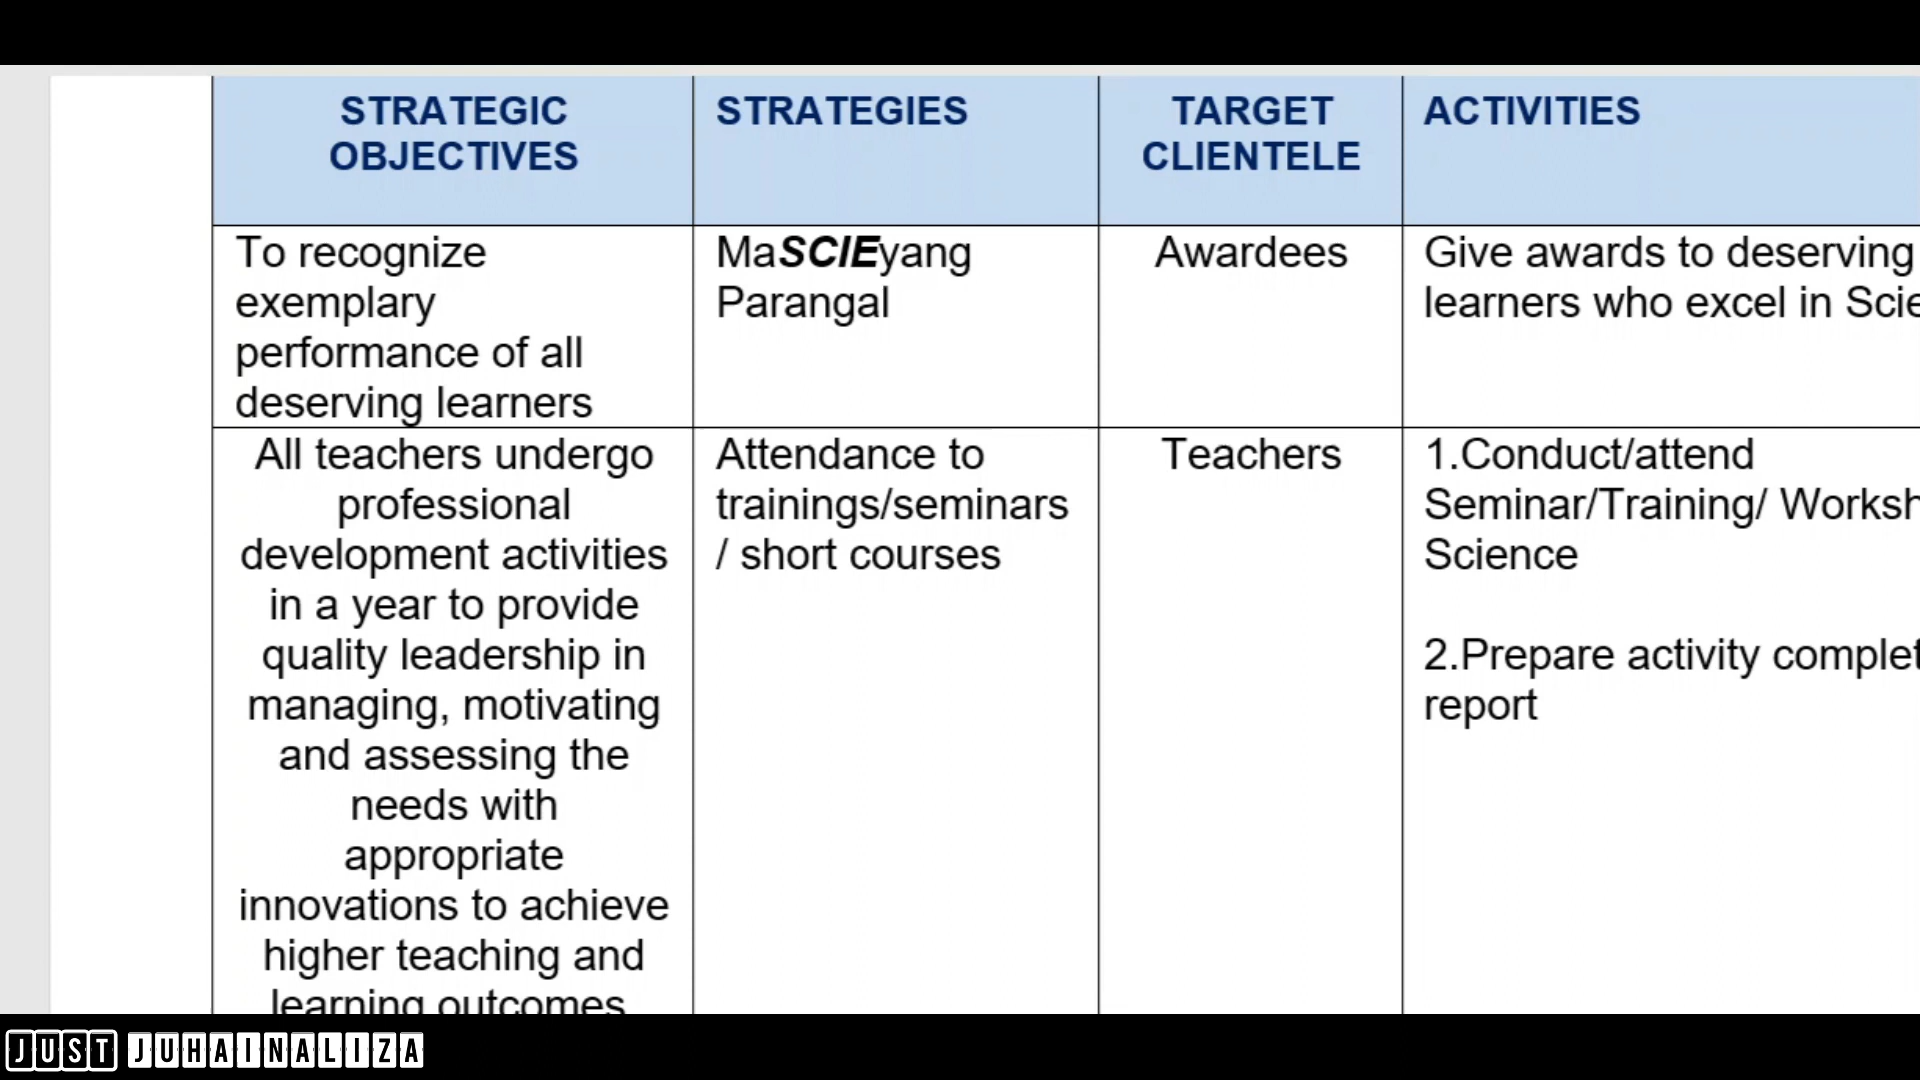 STRATEGIC
OBJECTIVES
STRATEGIES
TARGET
CLIENTELE
ACTIVITIES
To recognize
exemplary
performance of all
deserving learners
MaSCIEyang
Parangal
Awardees
Give awards to deserving
learners who excel in
All teachers undergo
professional
development activities
in a year to provide
quality leadership in
managing, motivating
and assessing the
needs with
appropriate
innovations to achieve
higher teaching and
learning outcomes
Attendance to
trainings/seminars
/ short courses
Teachers
1.Conduct/attend
Seminar/Training/
Science
2.Prepare activity
report
JUST JUHAINALIZA